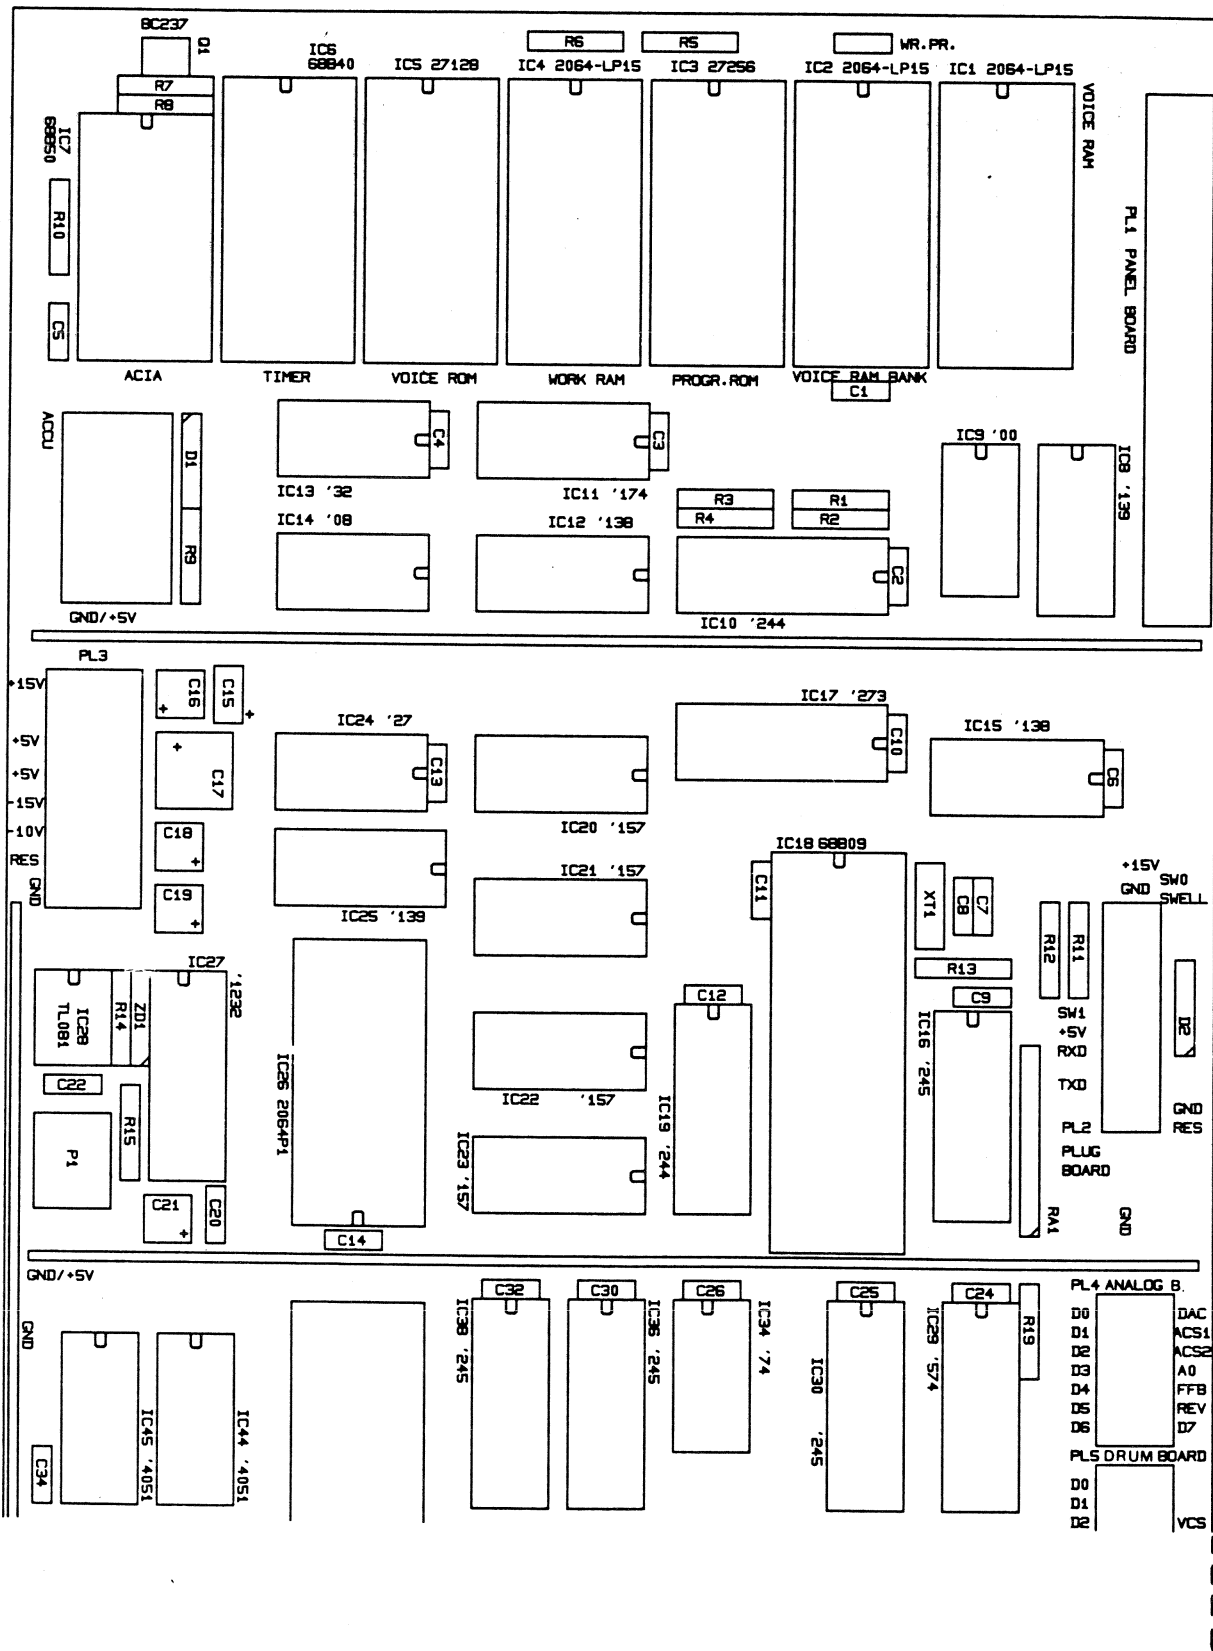 BC237
Q1
R6
R5
WR.PR.
IC6
68B40
IC5 27128
IC4 2064-LP15
IC3 27256
IC2 2064-LP15
IC1 2064-LP15
R7
R8
IC7
68B50
VOICE RAM
R10
PL1 PANEL BOARD
C5
ACIA
TIMER
VOICE ROM
WORK RAM
PROGR.ROM
VOICE RAM BANK
C1
ACCU
D1
C4
C3
IC9 '00
IC8 '139
IC13 '32
IC11 '174
R3
R1
R4
R2
IC14 '08
IC12 '138
R9
C2
GND/+5V
IC10 '244
PL3
+15V
C16
+
C15
+
IC17 '273
IC24 '27
IC15 '138
+5V
+
+5V
C17
C13
C10
C6
-15V
-10V
C18
+
IC20 '157
IC18 68B09
RES
IC21 '157
+15V
GND
C19
+
C11
XT1
C8
C7
GND
SW0
SWELL
IC25 '139
R12
R11
IC27
'1232
R13
IC28
TL081
R14
ZD1
C12
C9
SW1
+5V
RXD
D2
IC16 '245
C22
IC26 2064P1
TXD
IC22 '157
IC19 '244
GND
R15
PL2
RES
P1
IC23 '157
PLUG
BOARD
C21
+
C20
RA1
GND
C14
GND/+5V
C32
C30
C26
C25
C24
PL4 ANALOG B.
GND
IC38 '245
IC36 '245
IC34 '74
IC29 '574
R19
D0
DAC
D1
ACS1
D2
ACS2
IC30 '245
D3
A0
D4
FFB
D5
REV
D6
D7
IC45 '4051
IC44 '4051
C34
PL5 DRUM BOARD
D0
D1
D2
VCS